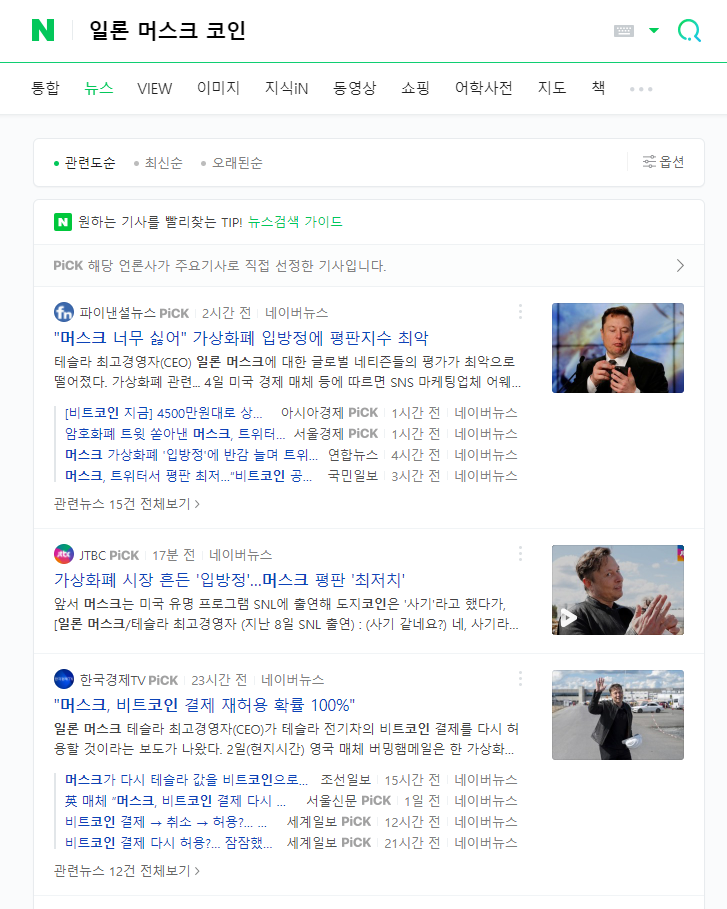 N 일론 머스크 코인
통합 뉴스 VIEW 이미지 지식iN 동영상 쇼핑 어학사전 지도 책
관련도순 최신순 오래된순 옵션
N 원하는 기사를 빨리찾는 TIP! 뉴스검색 가이드
PiCK 해당 언론사가 주요기사로 직접 선정한 기사입니다.
fn 파이낸셜뉴스 PiCK 2시간 전 네이버뉴스
"머스크 너무 싫어" 가상화폐 입방정에 평판지수 최악
테슬라 최고경영자(CEO) 일론 머스크에 대한 글로벌 네티즌들의 평가가 최악으로
떨어졌다. 가상화폐 관련... 4일 미국 경제 매체 등에 따르면 SNS 마케팅업체 어웨...
[비트코인 지금] 4500만원대로 상... 아시아경제 PiCK 1시간 전 네이버뉴스
암호화폐 트윗 쏟아낸 머스크, 트위터... 서울경제 PiCK 1시간 전 네이버뉴스
머스크 가상화폐 '입방정'에 반감 늘며 트위... 연합뉴스 4시간 전 네이버뉴스
머스크, 트위터서 평판 최저..."비트코인 공... 국민일보 3시간 전 네이버뉴스
관련뉴스 15건 전체보기 >
JTBC PiCK 17분 전 네이버뉴스
가상화폐 시장 흔든 '입방정'...머스크 평판 '최저치'
앞서 머스크는 미국 유명 프로그램 SNL에 출연해 도지코인은 '사기'라고 했다가,
[일론 머스크/테슬라 최고경영자 (지난 8일 SNL 출연) : (사기 같네요?) 네, 사기라...
한국경제TV PiCK 23시간 전 네이버뉴스
"머스크, 비트코인 결제 재허용 확률 100%"
일론 머스크 테슬라 최고경영자(CEO)가 테슬라 전기차의 비트코인 결제를 다시 허
용할 것이라는 보도가 나왔다. 2일(현지시간) 영국 매체 버밍햄메일은 한 가상화...
머스크가 다시 테슬라 값을 비트코인으로... 조선일보 15시간 전 네이버뉴스
英 매체 "머스크, 비트코인 결제 다시 ... 서울신문 PiCK 1일 전 네이버뉴스
비트코인 결제 → 취소 → 허용?... ... 세계일보 PiCK 12시간 전 네이버뉴스
비트코인 결제 다시 허용?... 잠잠했... 세계일보 PiCK 21시간 전 네이버뉴스
관련뉴스 12건 전체보기 >